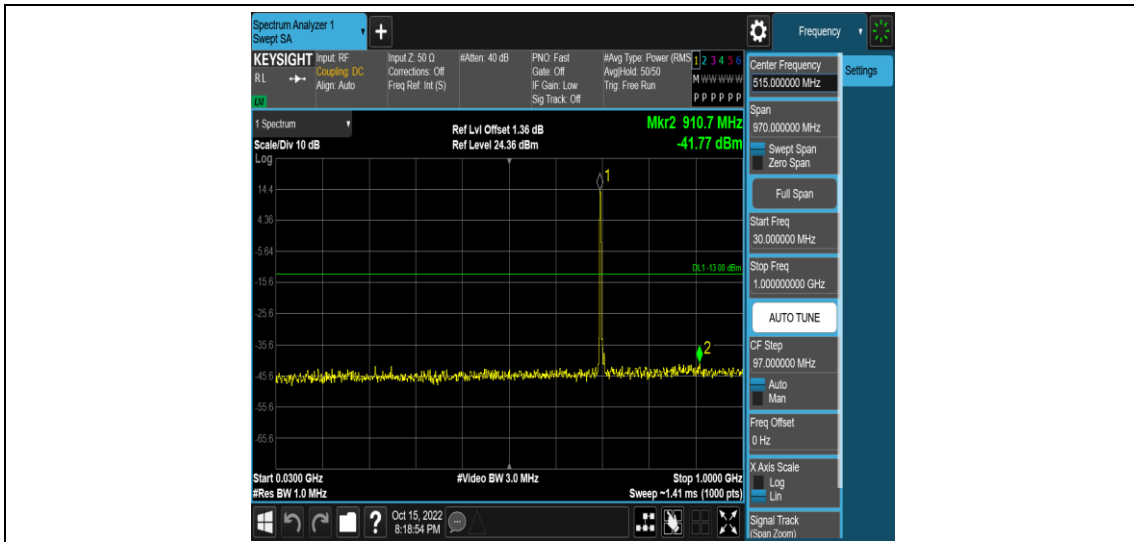 Spectrum Analyzer 1
Swept SA
+
Frequency
KEYSIGHT
RL
LXI
Input: RF
Coupling: DC
Align: Auto
Input Z: 50 Ω
Corrections: Off
Freq Ref: Int (S)
#Atten: 40 dB
PNO: Fast
Gate: Off
IF Gain: Low
Sig Track: Off
#Avg Type: Power (RMS
Avg|Hold: 50/50
Trig: Free Run
1 2 3 4 5 6
M W W W W W
P P P P P P
1 Spectrum
Scale/Div 10 dB
Log
Ref Lvl Offset 1.36 dB
Ref Level 24.36 dBm
Mkr2 910.7 MHz
-41.77 dBm
1
14.4
4.36
-5.64
DL1 -13.00 dBm
-15.6
-25.6
-35.6
2
-45.6
-55.6
-65.6
Start 0.0300 GHz
#Res BW 1.0 MHz
#Video BW 3.0 MHz
Stop 1.0000 GHz
Sweep ~1.41 ms (1000 pts)
?
Oct 15, 2022
8:18:54 PM
Center Frequency
515.000000 MHz
Settings
Span
970.000000 MHz
Swept Span
Zero Span
Full Span
Start Freq
30.000000 MHz
Stop Freq
1.000000000 GHz
AUTO TUNE
CF Step
97.000000 MHz
Auto
Man
Freq Offset
0 Hz
X Axis Scale
Log
Lin
Signal Track
(Span Zoom)